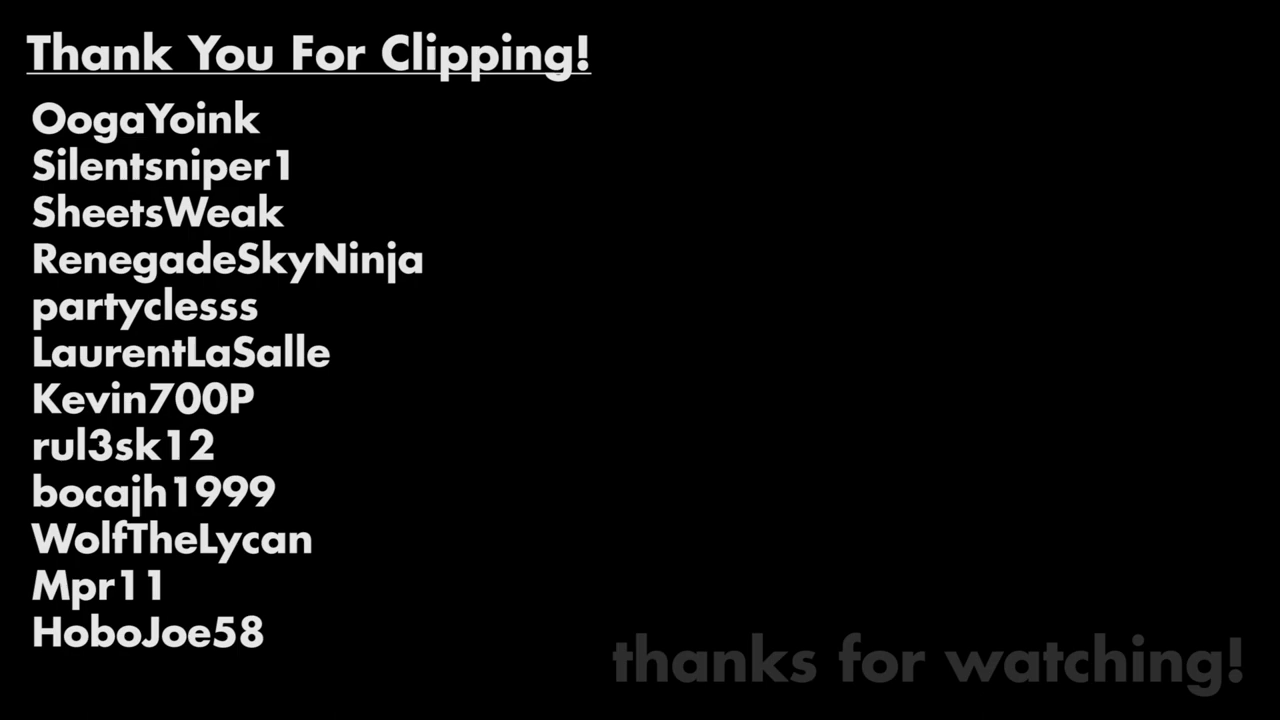 Thank You For Clipping!
OogaYoink
Silentsniper1
SheetsWeak
RenegadeSkyNinja
partyclesss
LaurentLaSalle
Kevin700P
rul3sk12
bocajh1999
WolfTheLycan
Mpr11
HoboJoe58
thanks for watching!